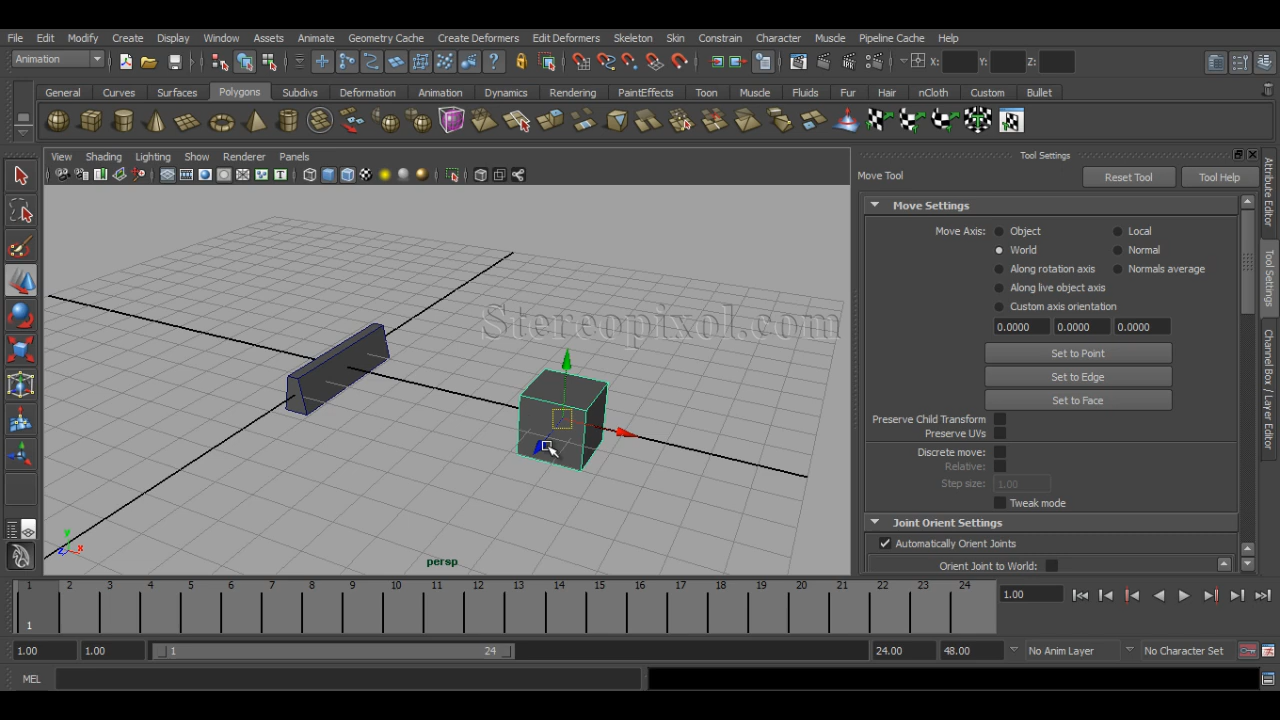 File Edit Modify Create Display Window Assets Animate Geometry Cache Create Deformers Edit Deformers Skeleton Skin Constrain Character Muscle Pipeline Cache Help
Animation X: Y: Z:
General Curves Surfaces Polygons Subdivs Deformation Animation Dynamics Rendering PaintEffects Toon Muscle Fluids Fur Hair nCloth Custom Bullet
View Shading Lighting Show Renderer Panels
Tool Settings
Move Tool Reset Tool Tool Help
Move Settings
Move Axis: Object Local
World Normal
Along rotation axis Normals average
Along live object axis
Custom axis orientation
0.0000 0.0000 0.0000
Set to Point
Set to Edge
Set to Face
Preserve Child Transform
Preserve UVs
Discrete move:
Relative:
Step size: 1.00
Tweak mode
Joint Orient Settings
Automatically Orient Joints
Orient Joint to World:
Attribute Editor
Tool Settings
Channel Box / Layer Editor
Stereopixol.com
y
z x
persp
1 2 3 4 5 6 7 8 9 10 11 12 13 14 15 16 17 18 19 20 21 22 23 24
1
1.00
1.00 1.00 1 24 24.00 48.00 No Anim Layer No Character Set
MEL